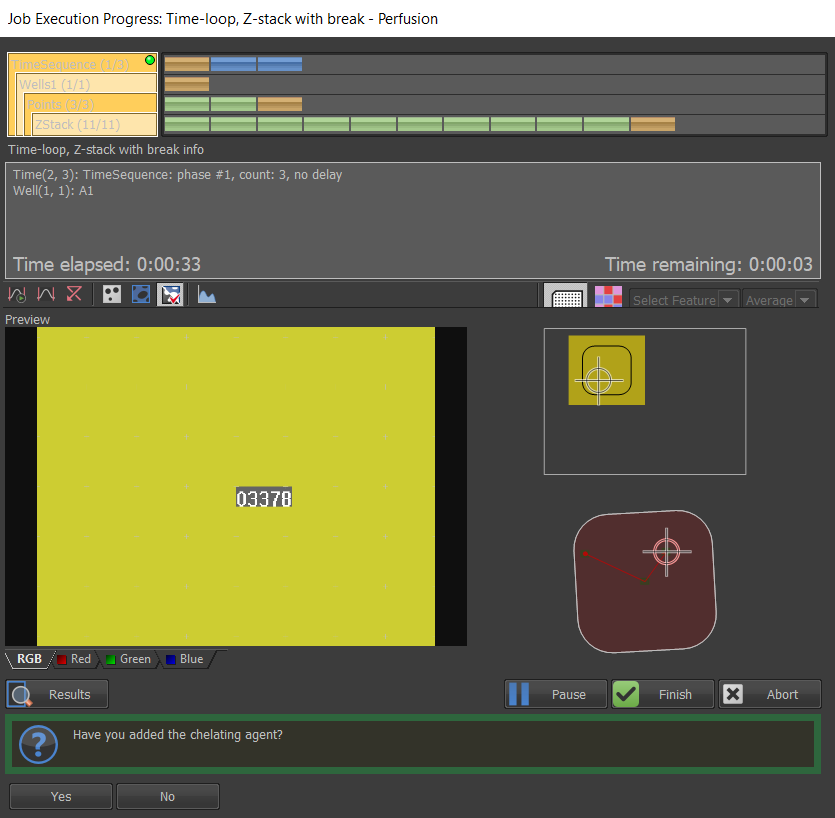 Job Execution Progress: Time-loop, Z-stack with break - Perfusion
TimeSequence (1/3)
Wells1 (1/1)
Points (3/3)
ZStack (11/11)
Time-loop, Z-stack with break info
Time(2, 3): TimeSequence: phase #1, count: 3, no delay
Well(1, 1): A1
Time elapsed: 0:00:33
Time remaining: 0:00:03
Select Feature
Average
Preview
03378
RGB
Red
Green
Blue
Results
Pause
Finish
Abort
Have you added the chelating agent?
Yes
No